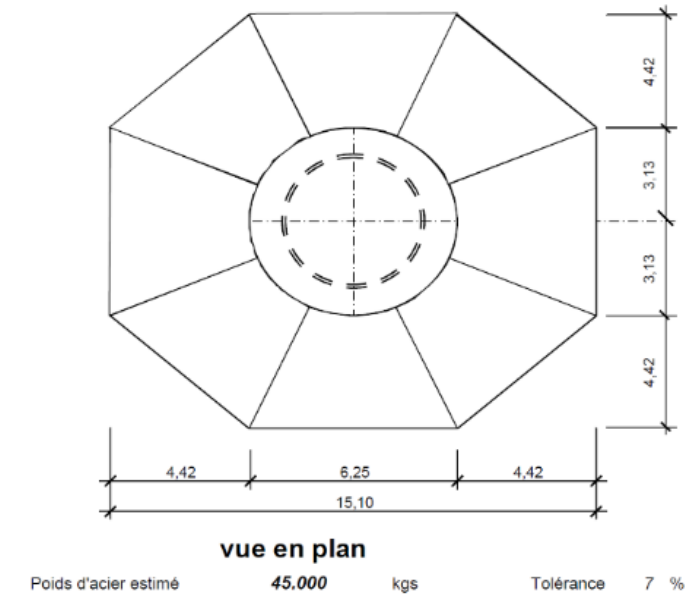 4,42
3,13
3,13
4,42
4,42 6,25 4,42
15,10
vue en plan
Poids d'acier estimé 45.000 kgs Tolérance 7 %